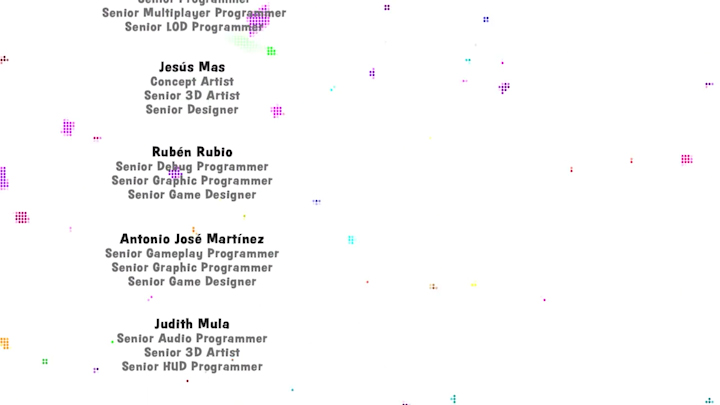 Senior Programmer
Senior Multiplayer Programmer
Senior LOD Programmer
Jesús Mas
Concept Artist
Senior 3D Artist
Senior Designer
Rubén Rubio
Senior Debug Programmer
Senior Graphic Programmer
Senior Game Designer
Antonio José Martínez
Senior Gameplay Programmer
Senior Graphic Programmer
Senior Game Designer
Judith Mula
Senior Audio Programmer
Senior 3D Artist
Senior HUD Programmer